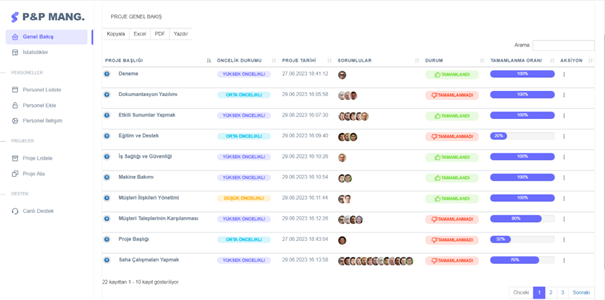 P&P MANG.
Genel Bakış
İstatistikler
PERSONELLER
Personel Listele
Personel Ekle
Personel İletişim
PROJELER
Proje Listele
Proje Ata
DESTEK
Canlı Destek
PROJE GENEL BAKIŞ
Kopyala Excel PDF Yazdır
Arama:
PROJE BAŞLIĞI ÖNCELİK DURUMU PROJE TARİHİ SORUMLULAR DURUM TAMAMLANMA ORANI AKSİYON
Deneme YÜKSEK ÖNCELİKLİ 27.06.2023 18:41:12 TAMAMLANDI 100%
Dokumantasyon Yazılımı ORTA ÖNCELİKLİ 29.06.2023 16:05:58 TAMAMLANMADI 100%
Etkili Sunumlar Yapmak YÜKSEK ÖNCELİKLİ 29.06.2023 16:07:30 TAMAMLANDI 100%
Eğitim ve Destek ORTA ÖNCELİKLİ 29.06.2023 16:09:40 TAMAMLANMADI
İş Sağlığı ve Güvenliği YÜKSEK ÖNCELİKLİ 29.06.2023 16:10:26 TAMAMLANDI 100%
Makine Bakımı YÜKSEK ÖNCELİKLİ 29.06.2023 16:10:54 TAMAMLANDI 100%
Müşteri İlişkileri Yönetimi DÜŞÜK ÖNCELİKLİ 29.06.2023 16:11:44 TAMAMLANDI 100%
Müşteri Taleplerinin Karşılanması YÜKSEK ÖNCELİKLİ 29.06.2023 16:12:26 TAMAMLANMADI 80%
Proje Başlığı ORTA ÖNCELİKLİ 29.06.2023 18:43:04 TAMAMLANMADI 32%
Saha Çalışmaları Yapmak YÜKSEK ÖNCELİKLİ 29.06.2023 16:13:58 TAMAMLANMADI
22 kayıttan 1 - 10 kayıt gösteriliyor
Önceki 1 2 3 Sonraki